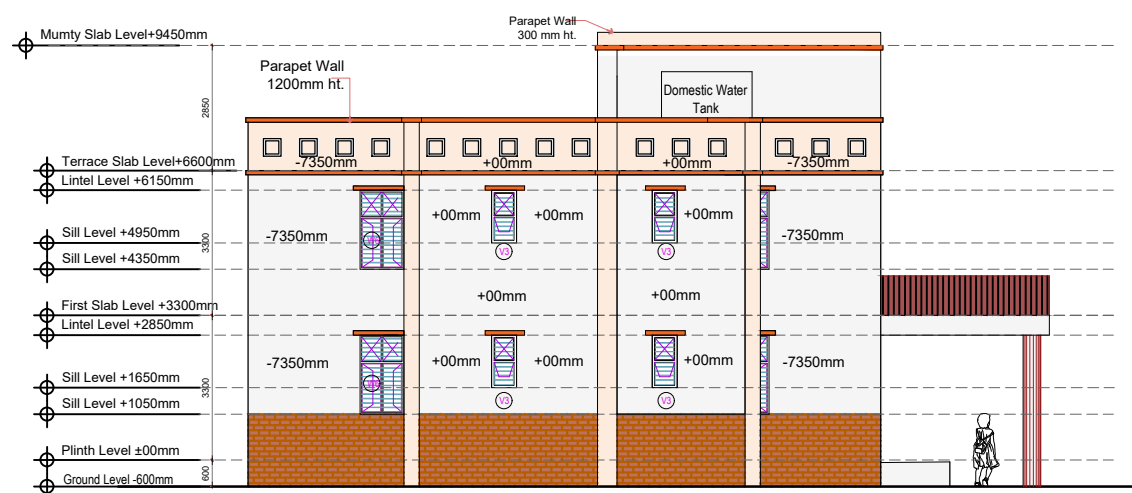 Parapet Wall
300 mm ht.
Mumty Slab Level+9450mm
Parapet Wall
1200mm ht.
Domestic Water
Tank
2850
Terrace Slab Level+6600mm
-7350mm
+00mm
+00mm
-7350mm
Lintel Level +6150mm
+00mm
+00mm
+00mm
Sill Level +4950mm
-7350mm
-7350mm
3300
V3
V3
Sill Level +4350mm
+00mm
+00mm
First Slab Level +3300mm
Lintel Level +2850mm
-7350mm
+00mm
+00mm
+00mm
-7350mm
Sill Level +1650mm
3300
V3
V3
Sill Level +1050mm
Plinth Level ±00mm
600
Ground Level -600mm